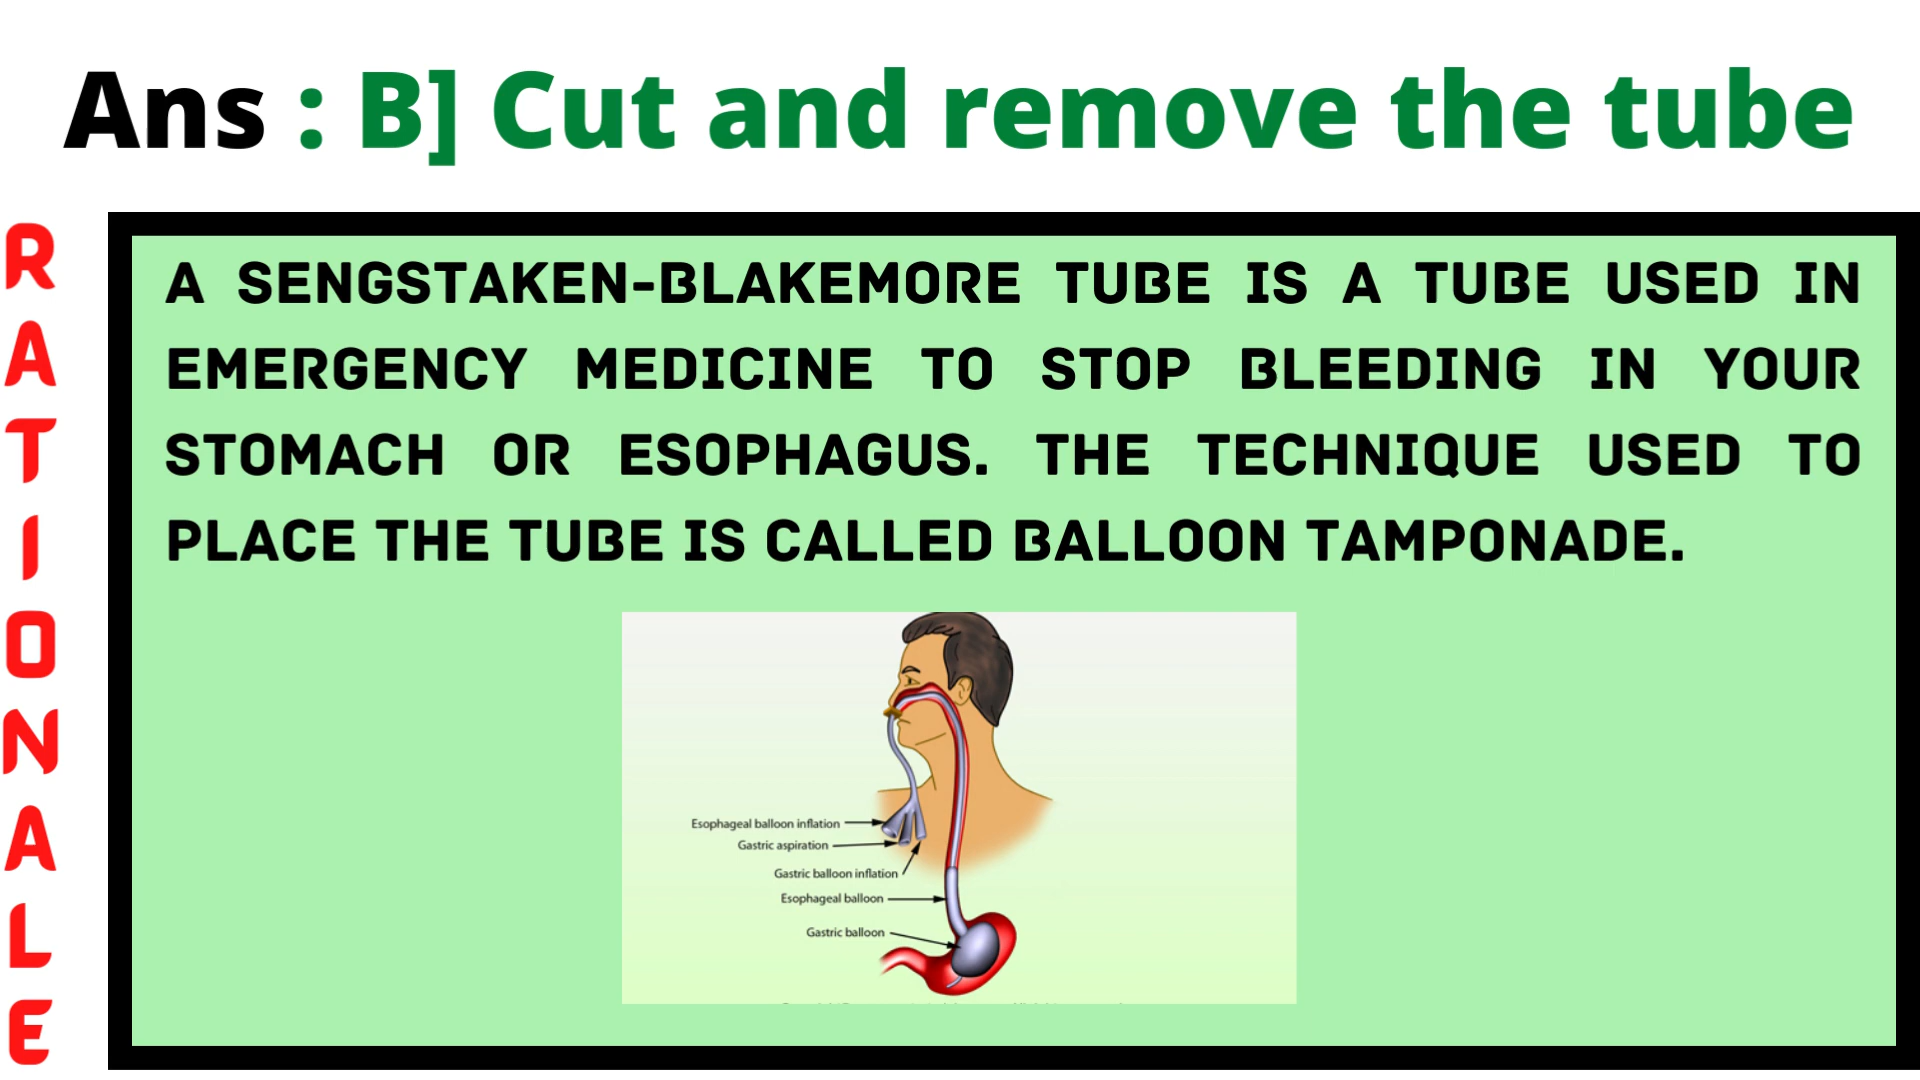 Ans : B] Cut and remove the tube
RATIONALE
A SENGSTAKEN-BLAKEMORE TUBE IS A TUBE USED IN
EMERGENCY MEDICINE TO STOP BLEEDING IN YOUR
STOMACH OR ESOPHAGUS. THE TECHNIQUE USED TO
PLACE THE TUBE IS CALLED BALLOON TAMPONADE.
Esophageal balloon inflation
Gastric aspiration
Gastric balloon inflation
Esophageal balloon
Gastric balloon